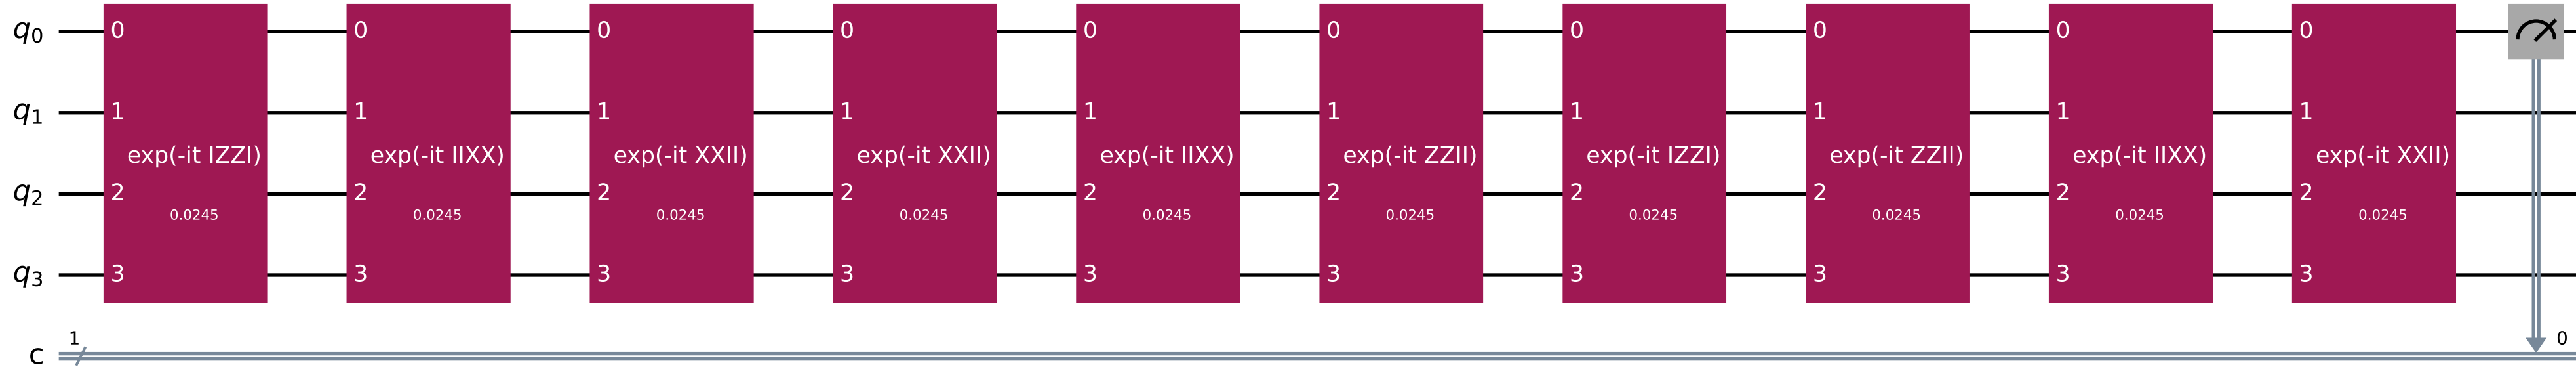 q0 0 0 0 0 0 0 0 0 0 0
q1 1 1 1 1 1 1 1 1 1 1
exp(-it IZZI) exp(-it IIXX) exp(-it XXII) exp(-it XXII) exp(-it IIXX) exp(-it ZZII) exp(-it IZZI) exp(-it ZZII) exp(-it IIXX) exp(-it XXII)
q2 2 2 2 2 2 2 2 2 2 2
0.0245 0.0245 0.0245 0.0245 0.0245 0.0245 0.0245 0.0245 0.0245 0.0245
q3 3 3 3 3 3 3 3 3 3 3
c 1 0